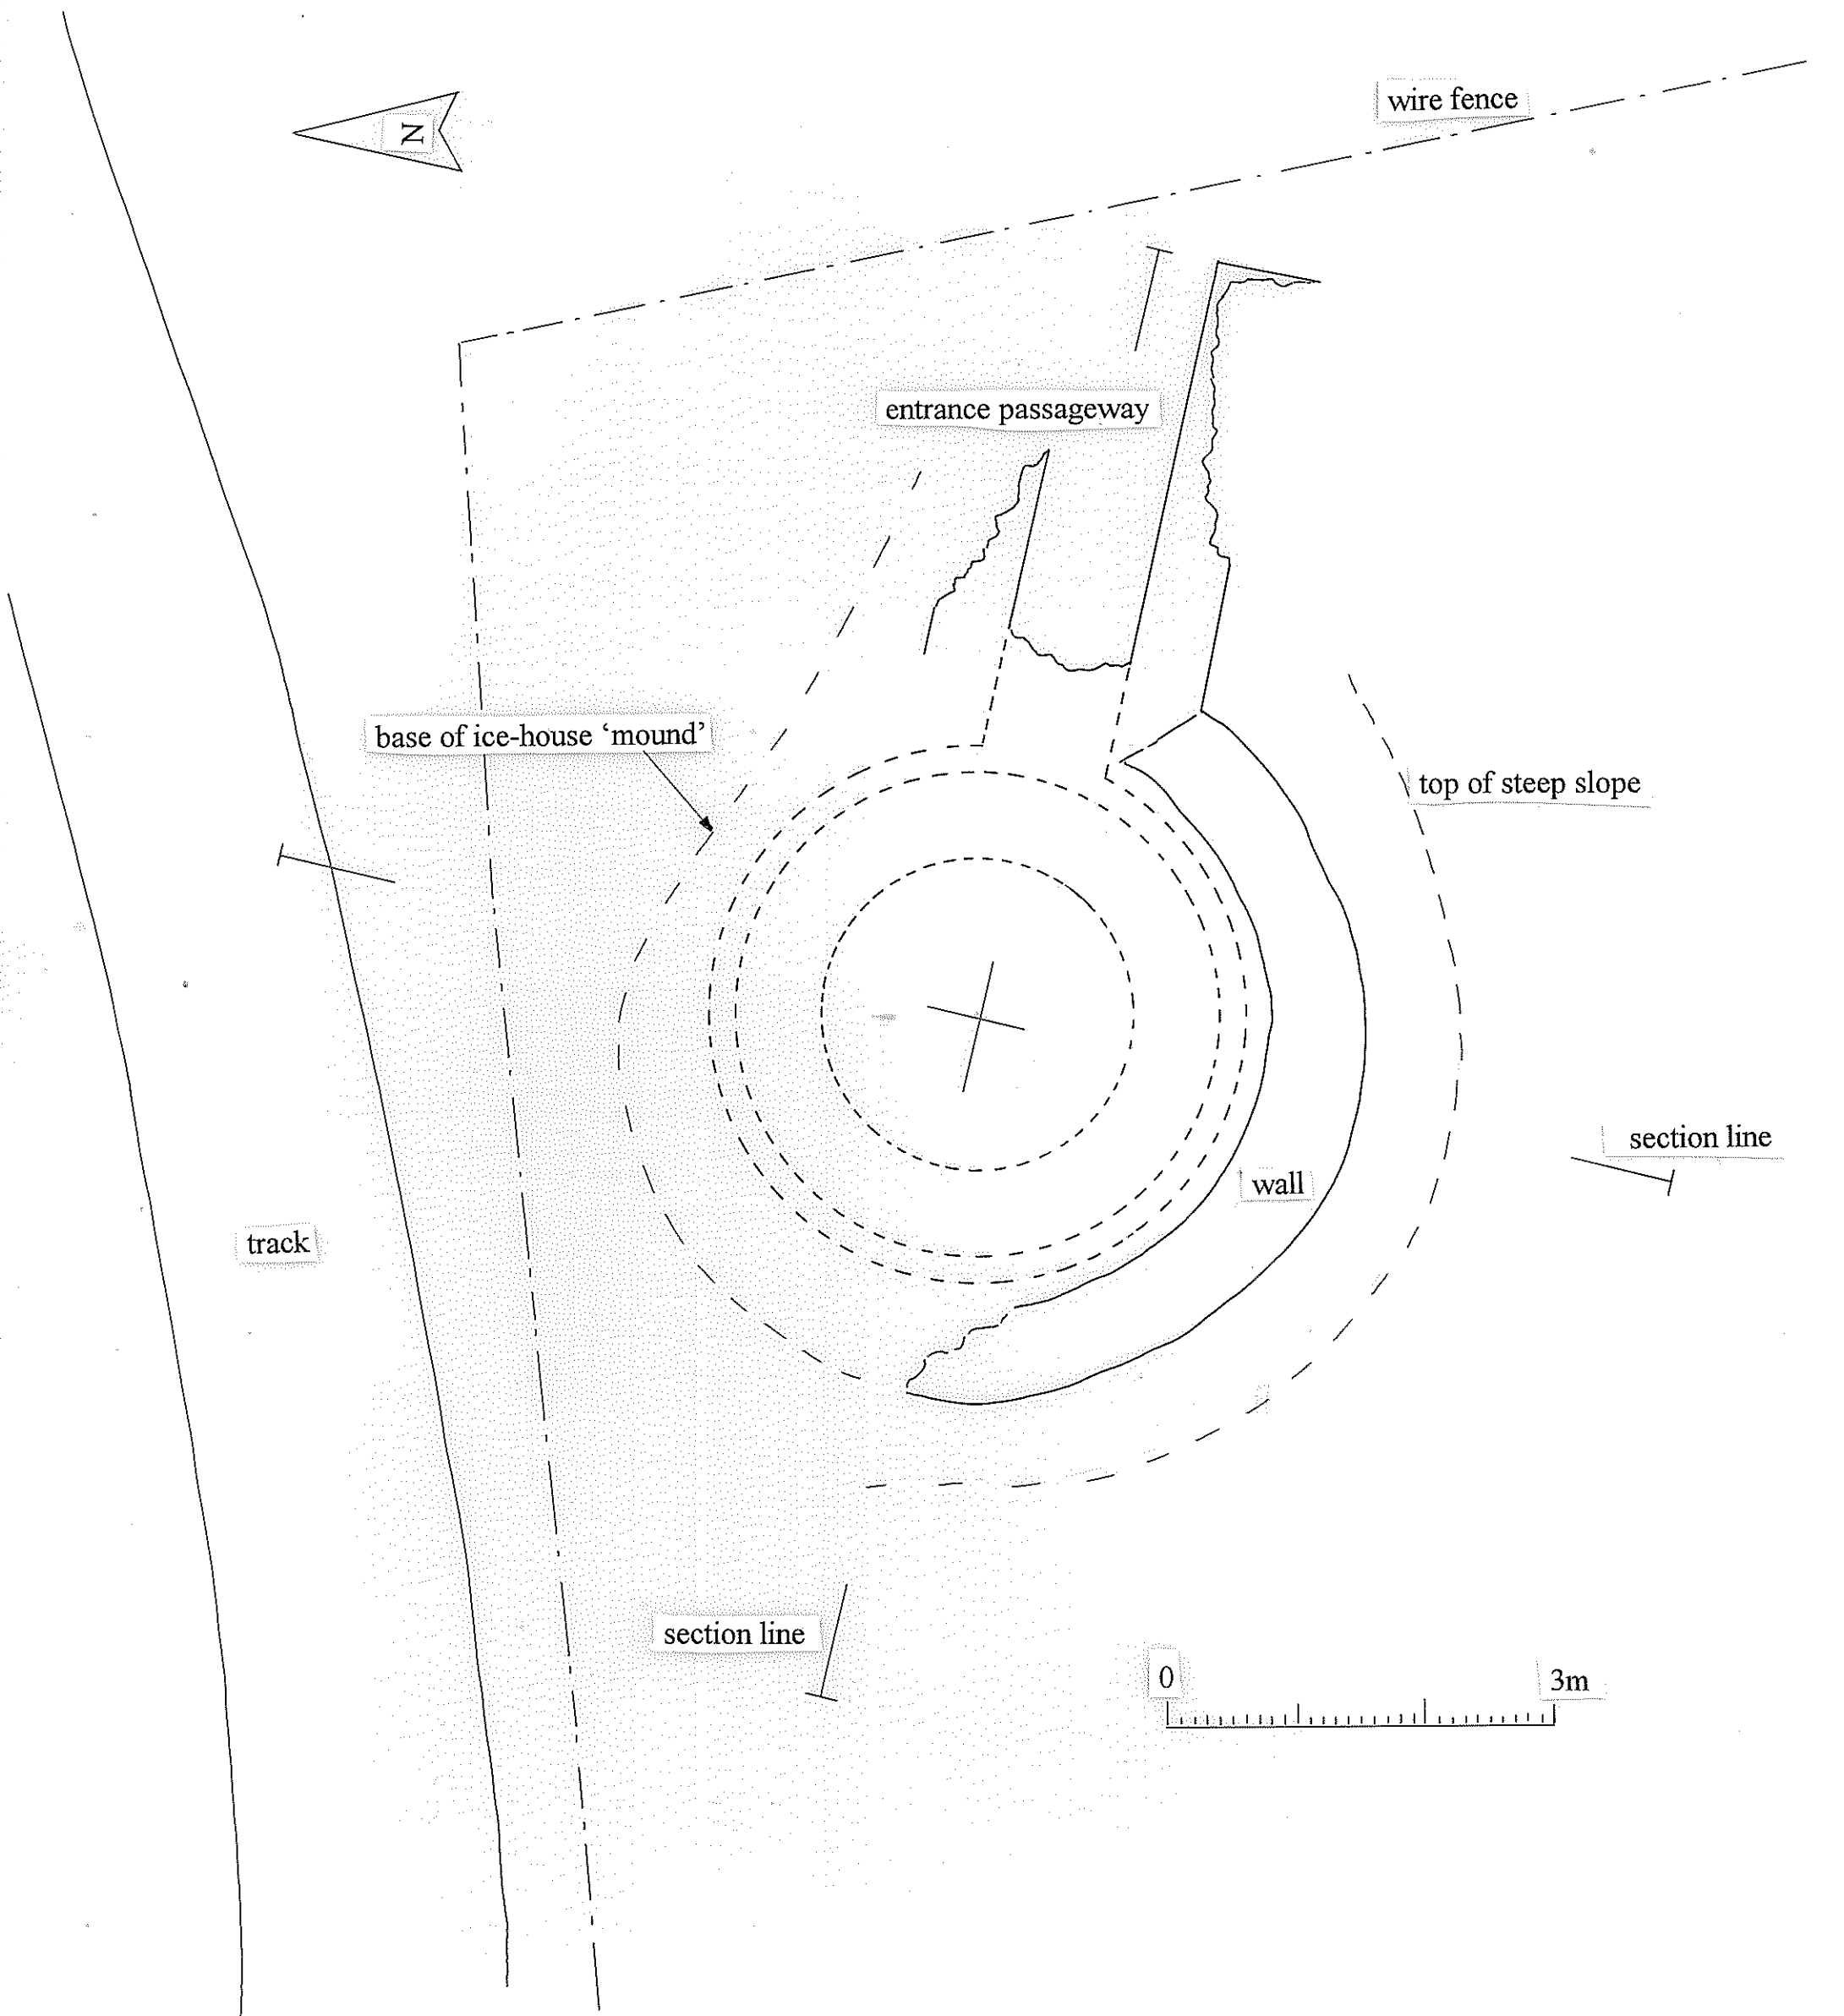 wire fence
N
entrance passageway
base of ice-house ‘mound’
top of steep slope
section line
wall
track
section line
0 3m